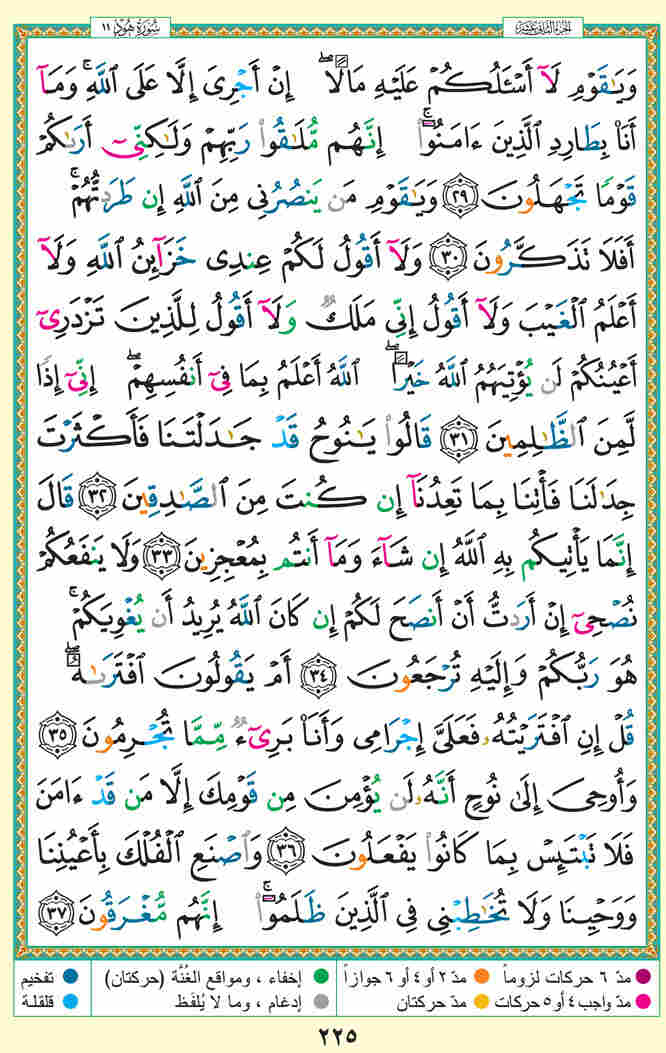 سُورَةُ هُودٍ ١١
الجزء الثاني عشر
وَيَٰقَوْمِ لَآ أَسْـَٔلُكُمْ عَلَيْهِ مَالًا ۖ إِنْ أَجْرِىَ إِلَّا عَلَى ٱللَّهِ ۚ وَمَآ
أَنَا۠ بِطَارِدِ ٱلَّذِينَ ءَامَنُوٓا۟ ۚ إِنَّهُم مُّلَٰقُوا۟ رَبِّهِمْ وَلَٰكِنِّىٓ أَرَىٰكُمْ
قَوْمًا تَجْهَلُونَ ٢٩ وَيَٰقَوْمِ مَن يَنصُرُنِى مِنَ ٱللَّهِ إِن طَرَدتُّهُمْ ۚ
أَفَلَا تَذَكَّرُونَ ٣٠ وَلَآ أَقُولُ لَكُمْ عِندِى خَزَآئِنُ ٱللَّهِ وَلَآ
أَعْلَمُ ٱلْغَيْبَ وَلَآ أَقُولُ إِنِّى مَلَكٌ وَلَآ أَقُولُ لِلَّذِينَ تَزْدَرِىٓ
أَعْيُنُكُمْ لَن يُؤْتِيَهُمُ ٱللَّهُ خَيْرًا ۖ ٱللَّهُ أَعْلَمُ بِمَا فِىٓ أَنفُسِهِمْ ۖ إِنِّىٓ إِذًا
لَّمِنَ ٱلظَّٰلِمِينَ ٣١ قَالُوا۟ يَٰنُوحُ قَدْ جَٰدَلْتَنَا فَأَكْثَرْتَ
جِدَٰلَنَا فَأْتِنَا بِمَا تَعِدُنَآ إِن كُنتَ مِنَ ٱلصَّٰدِقِينَ ٣٢ قَالَ
إِنَّمَا يَأْتِيكُم بِهِ ٱللَّهُ إِن شَآءَ وَمَآ أَنتُم بِمُعْجِزِينَ ٣٣ وَلَا يَنفَعُكُمْ
نُصْحِىٓ إِنْ أَرَدتُّ أَنْ أَنصَحَ لَكُمْ إِن كَانَ ٱللَّهُ يُرِيدُ أَن يُغْوِيَكُمْ ۚ
هُوَ رَبُّكُمْ وَإِلَيْهِ تُرْجَعُونَ ٣٤ أَمْ يَقُولُونَ ٱفْتَرَىٰهُ ۖ
قُلْ إِنِ ٱفْتَرَيْتُهُۥ فَعَلَىَّ إِجْرَامِى وَأَنَا۠ بَرِىٓءٌ مِّمَّا تُجْرِمُونَ ٣٥
وَأُوحِىَ إِلَىٰ نُوحٍ أَنَّهُۥ لَن يُؤْمِنَ مِن قَوْمِكَ إِلَّا مَن قَدْ ءَامَنَ
فَلَا تَبْتَئِسْ بِمَا كَانُوا۟ يَفْعَلُونَ ٣٦ وَٱصْنَعِ ٱلْفُلْكَ بِأَعْيُنِنَا
وَوَحْيِنَا وَلَا تُخَٰطِبْنِى فِى ٱلَّذِينَ ظَلَمُوٓا۟ ۚ إِنَّهُم مُّغْرَقُونَ ٣٧
مدّ ٦ حركات لزوماً مدّ ٢ أو ٤ أو ٦ جوازاً إخفاء ، ومواقع الغُنَّة (حركتان) تفخيم
مدّ واجب ٤ أو ٥ حركات مدّ حركتان إدغام ، وما لا يُلفَظ قلقلة
٢٢٥